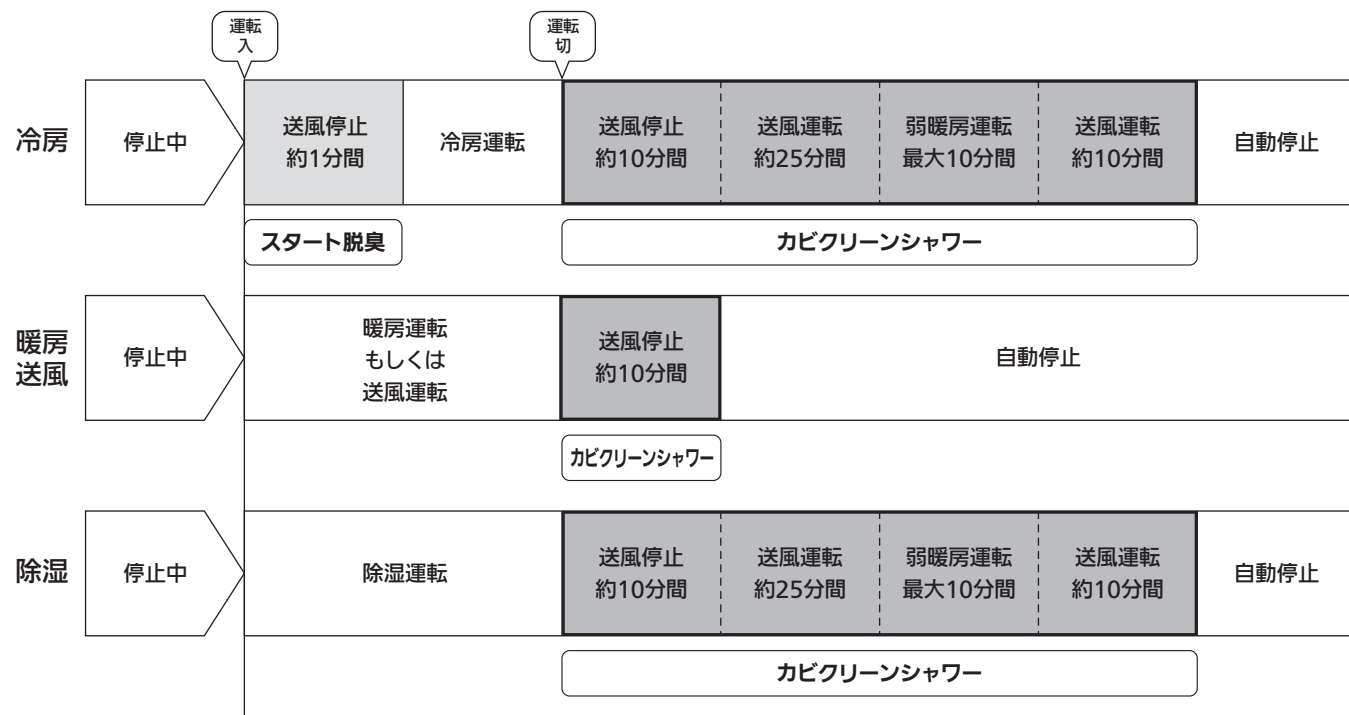 運転
入
運転
切
冷房
停止中
送風停止
約1分間
冷房運転
送風停止
約10分間
送風運転
約25分間
弱暖房運転
最大10分間
送風運転
約10分間
自動停止
スタート脱臭
カビクリーンシャワー
暖房
送風
停止中
暖房運転
もしくは
送風運転
送風停止
約10分間
自動停止
カビクリーンシャワー
除湿
停止中
除湿運転
送風停止
約10分間
送風運転
約25分間
弱暖房運転
最大10分間
送風運転
約10分間
自動停止
カビクリーンシャワー